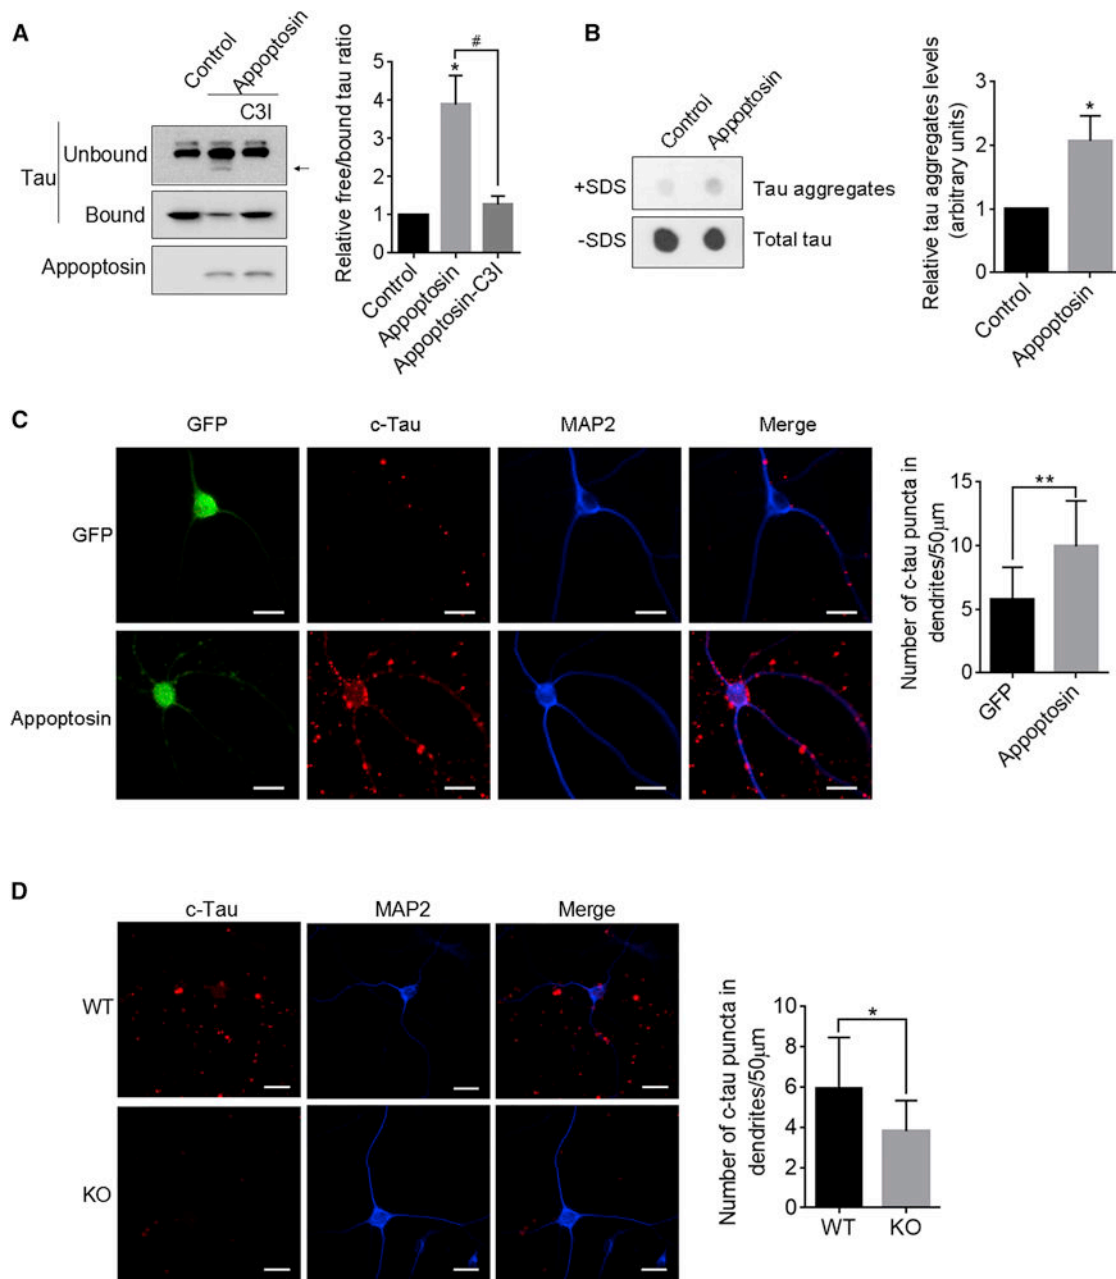 A
Control
Appoptosin
C3I
Tau
Unbound
Bound
Appoptosin
Relative free/bound tau ratio
5
4
3
2
1
0
#
*
Control
Appoptosin
Appoptosin-C3I
B
Control
Appoptosin
+SDS
Tau aggregates
-SDS
Total tau
Relative tau aggregates levels
(arbitrary units)
3
2
1
0
*
Control
Appoptosin
C
GFP
c-Tau
MAP2
Merge
GFP
Appoptosin
Number of c-tau puncta in
dendrites/50μm
15
10
5
0
**
GFP
Appoptosin
D
c-Tau
MAP2
Merge
WT
KO
Number of c-tau puncta in
dendrites/50μm
10
8
6
4
2
0
*
WT
KO